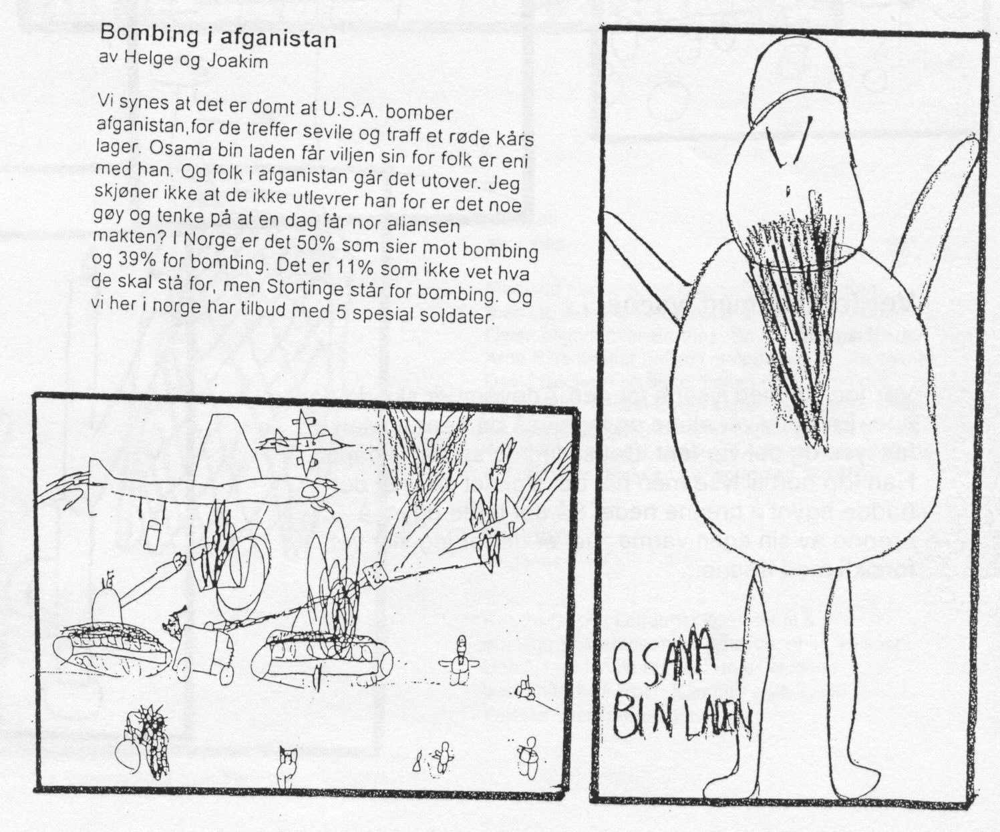 Bombing i afganistan
av Helge og Joakim
Vi synes at det er domt at U.S.A. bomber
afganistan,for de treffer sevile og traff et røde kårs
lager. Osama bin laden får viljen sin for folk er eni
med han. Og folk i afganistan går det utover. Jeg
skjøner ikke at de ikke utlevrer han for er det noe
gøy og tenke på at en dag får nor aliansen
makten? I Norge er det 50% som sier mot bombing
og 39% for bombing. Det er 11% som ikke vet hva
de skal stå for, men Stortinge står for bombing. Og
vi her i norge har tilbud med 5 spesial soldater.
OSAMA
BIN LADEN